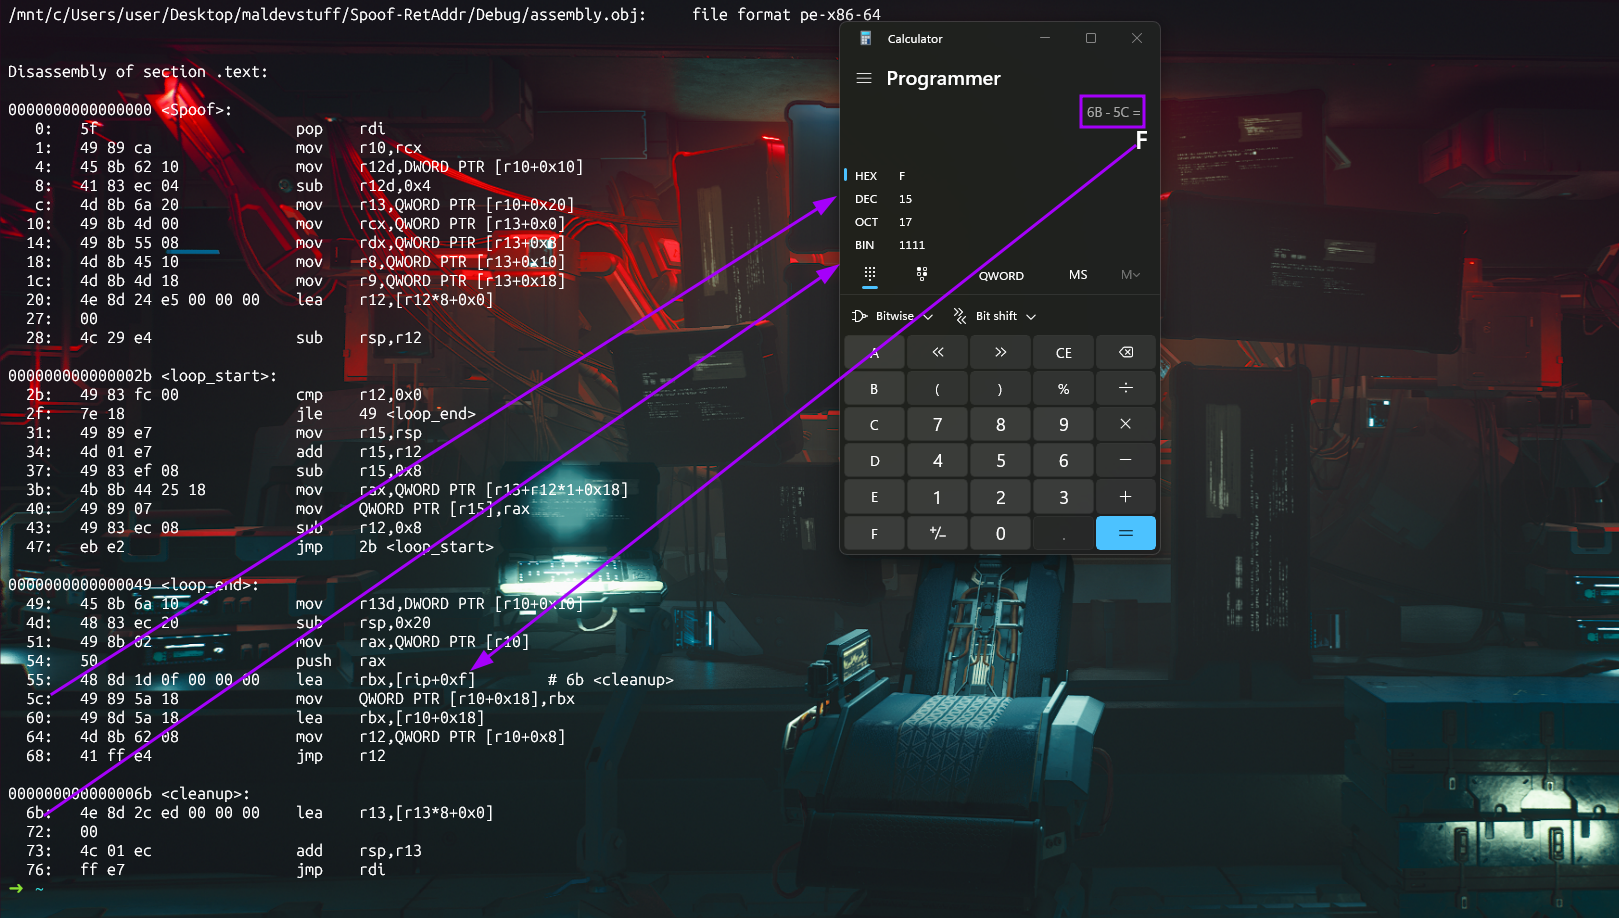 /mnt/c/Users/user/Desktop/maldevstuff/Spoof-RetAddr/Debug/assembly.obj:     file format pe-x86-64
Disassembly of section .text:
0000000000000000 <Spoof>:
   0:   5f                      pop    rdi
   1:   49 89 ca                mov    r10,rcx
   4:   45 8b 62 10             mov    r12d,DWORD PTR [r10+0x10]
   8:   41 83 ec 04             sub    r12d,0x4
   c:   4d 8b 6a 20             mov    r13,QWORD PTR [r10+0x20]
  10:   49 8b 4d 00             mov    rcx,QWORD PTR [r13+0x0]
  14:   49 8b 55 08             mov    rdx,QWORD PTR [r13+0x8]
  18:   4d 8b 45 10             mov    r8,QWORD PTR [r13+0x10]
  1c:   4d 8b 4d 18             mov    r9,QWORD PTR [r13+0x18]
  20:   4e 8d 24 e5 00 00 00    lea    r12,[r12*8+0x0]
  27:   00
  28:   4c 29 e4                sub    rsp,r12
000000000000002b <loop_start>:
  2b:   49 83 fc 00             cmp    r12,0x0
  2f:   7e 18                   jle    49 <loop_end>
  31:   49 89 e7                mov    r15,rsp
  34:   4d 01 e7                add    r15,r12
  37:   49 83 ef 08             sub    r15,0x8
  3b:   4b 8b 44 25 18          mov    rax,QWORD PTR [r13+r12*1+0x18]
  40:   49 89 07                mov    QWORD PTR [r15],rax
  43:   49 83 ec 08             sub    r12,0x8
  47:   eb e2                   jmp    2b <loop_start>
0000000000000049 <loop_end>:
  49:   45 8b 6a 10             mov    r13d,DWORD PTR [r10+0x10]
  4d:   48 83 ec 20             sub    rsp,0x20
  51:   49 8b 02                mov    rax,QWORD PTR [r10]
  54:   50                      push   rax
  55:   48 8d 1d 0f 00 00 00    lea    rbx,[rip+0xf]        # 6b <cleanup>
  5c:   49 89 5a 18             mov    QWORD PTR [r10+0x18],rbx
  60:   49 8d 5a 18             lea    rbx,[r10+0x18]
  64:   4d 8b 62 08             mov    r12,QWORD PTR [r10+0x8]
  68:   41 ff e4                jmp    r12
000000000000006b <cleanup>:
  6b:   4e 8d 2c ed 00 00 00    lea    r13,[r13*8+0x0]
  72:   00
  73:   4c 01 ec                add    rsp,r13
  76:   ff e7                   jmp    rdi
➜ ~
Calculator
Programmer
6B - 5C =
F
HEX F
DEC 15
OCT 17
BIN 1111
QWORD MS M
Bitwise Bit shift
A << >> CE
B ( ) % ÷
C 7 8 9 ×
D 4 5 6 −
E 1 2 3 +
F +/− 0 . =